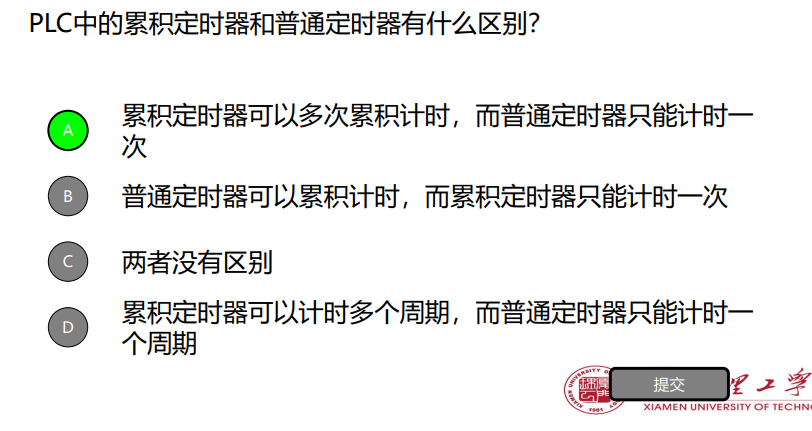 PLC中的累积定时器和普通定时器有什么区别？
A
累积定时器可以多次累积计时，而普通定时器只能计时一
次
B
普通定时器可以累积计时，而累积定时器只能计时一次
C
两者没有区别
D
累积定时器可以计时多个周期，而普通定时器只能计时一
个周期
提交
理工学
XIAMEN UNIVERSITY OF TECHNO
1981